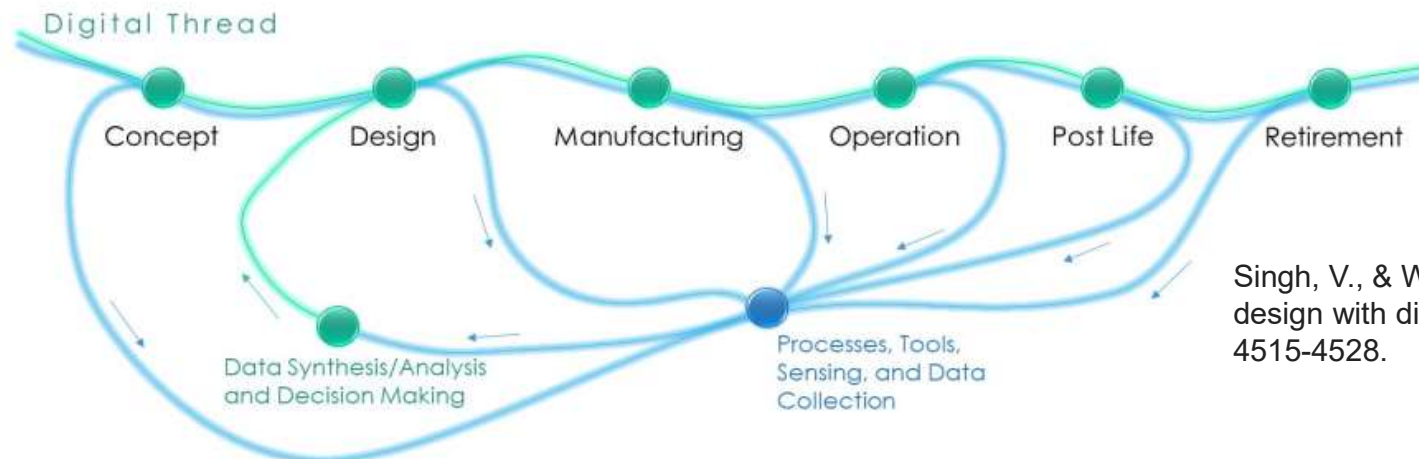 Digital Thread
Concept
Design
Manufacturing
Operation
Post Life
Retirement
Data Synthesis/Analysis
and Decision Making
Processes, Tools,
Sensing, and Data
Collection
Singh, V., & W
design with di
4515-4528.